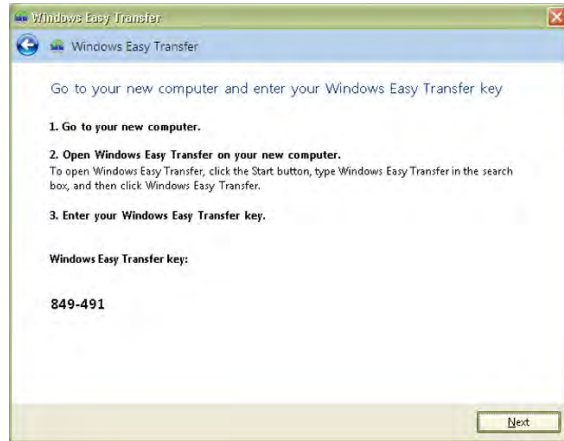 Windows Easy Transfer
Windows Easy Transfer
Go to your new computer and enter your Windows Easy Transfer key
1. Go to your new computer.
2. Open Windows Easy Transfer on your new computer.
To open Windows Easy Transfer, click the Start button, type Windows Easy Transfer in the search
box, and then click Windows Easy Transfer.
3. Enter your Windows Easy Transfer key.
Windows Easy Transfer key:
849-491
Next